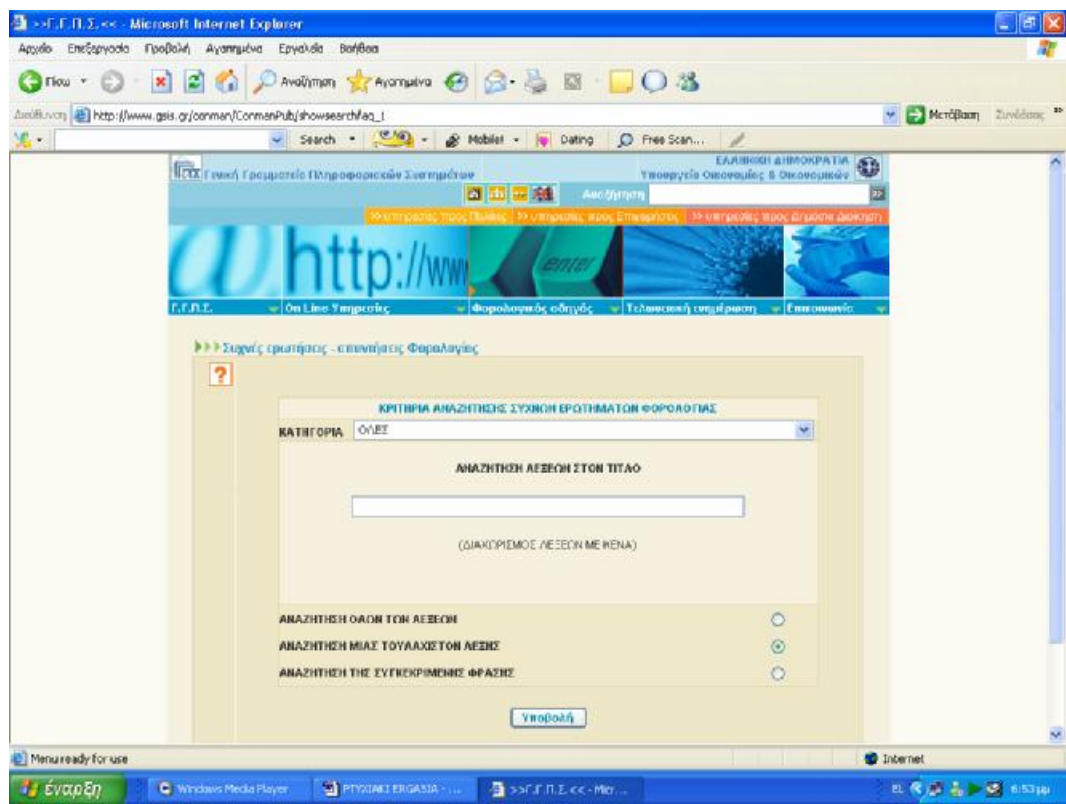 >>Γ.Γ.Π.Σ.<< - Microsoft Internet Explorer
Αρχείο Επεξεργασία Προβολή Αγαπημένα Εργαλεία Βοήθεια
Πίσω Αναζήτηση Αγαπημένα
Διεύθυνση http://www.gsis.gr/conman/ConmanPub/showsearchfaq_t Μετάβαση Συνδέσεις
Search Mobile! Dating Free Scan...
ΕΛΛΗΝΙΚΗ ΔΗΜΟΚΡΑΤΙΑ
Γενική Γραμματεία Πληροφοριακών Συστημάτων Υπουργείο Οικονομίας & Οικονομικών
Αναζήτηση
>> υπηρεσίες προς Πολίτες >> υπηρεσίες προς Επιχειρήσεις >> υπηρεσίες προς Δημόσια Διοίκηση
@ http://www enter
Γ.Γ.Π.Σ. On Line Υπηρεσίες Φορολογικός οδηγός Τελωνειακή ενημέρωση Επικοινωνία
Συχνές ερωτήσεις - απαντήσεις Φορολογίας
?
ΚΡΙΤΗΡΙΑ ΑΝΑΖΗΤΗΣΗΣ ΣΥΧΝΩΝ ΕΡΩΤΗΜΑΤΩΝ ΦΟΡΟΛΟΓΙΑΣ
ΚΑΤΗΓΟΡΙΑ ΟΛΕΣ
ΑΝΑΖΗΤΗΣΗ ΛΕΞΕΩΝ ΣΤΟΝ ΤΙΤΛΟ
(ΔΙΑΧΩΡΙΣΜΟΣ ΛΕΞΕΩΝ ΜΕ ΚΕΝΑ)
ΑΝΑΖΗΤΗΣΗ ΟΛΩΝ ΤΩΝ ΛΕΞΕΩΝ
ΑΝΑΖΗΤΗΣΗ ΜΙΑΣ ΤΟΥΛΑΧΙΣΤΟΝ ΛΕΞΗΣ
ΑΝΑΖΗΤΗΣΗ ΤΗΣ ΣΥΓΚΕΚΡΙΜΕΝΗΣ ΦΡΑΣΗΣ
Υποβολή
Menu ready for use Internet
έναρξη Windows Media Player PTYXIAKI ERGASIA - ... >>Γ.Γ.Π.Σ.<< - Micr... EL 6:53 μμ